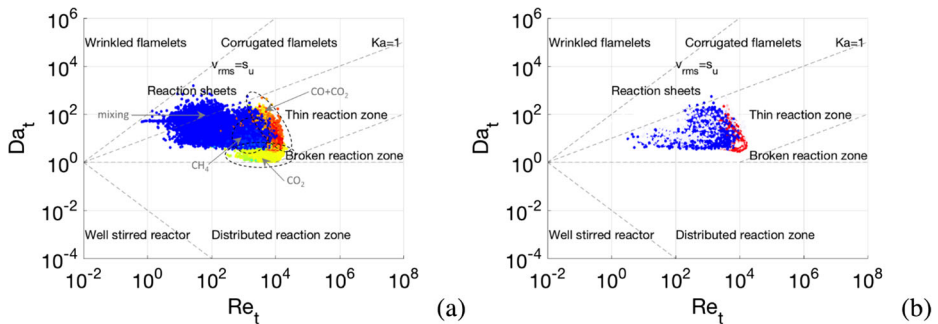 10^6
10^4
10^2
10^0
10^-2
10^-4
Da_t
Wrinkled flamelets
Corrugated flamelets
Ka=1
v_rms=s_u
Reaction sheets
CO+CO_2
mixing
Thin reaction zone
CH_4
Broken reaction zone
CO_2
Well stirred reactor
Distributed reaction zone
10^-2 10^0 10^2 10^4 10^6 10^8
Re_t
(a)
10^6
10^4
10^2
10^0
10^-2
10^-4
Da_t
Wrinkled flamelets
Corrugated flamelets
Ka=1
v_rms=s_u
Reaction sheets
Thin reaction zone
Broken reaction zone
Well stirred reactor
Distributed reaction zone
10^-2 10^0 10^2 10^4 10^6 10^8
Re_t
(b)